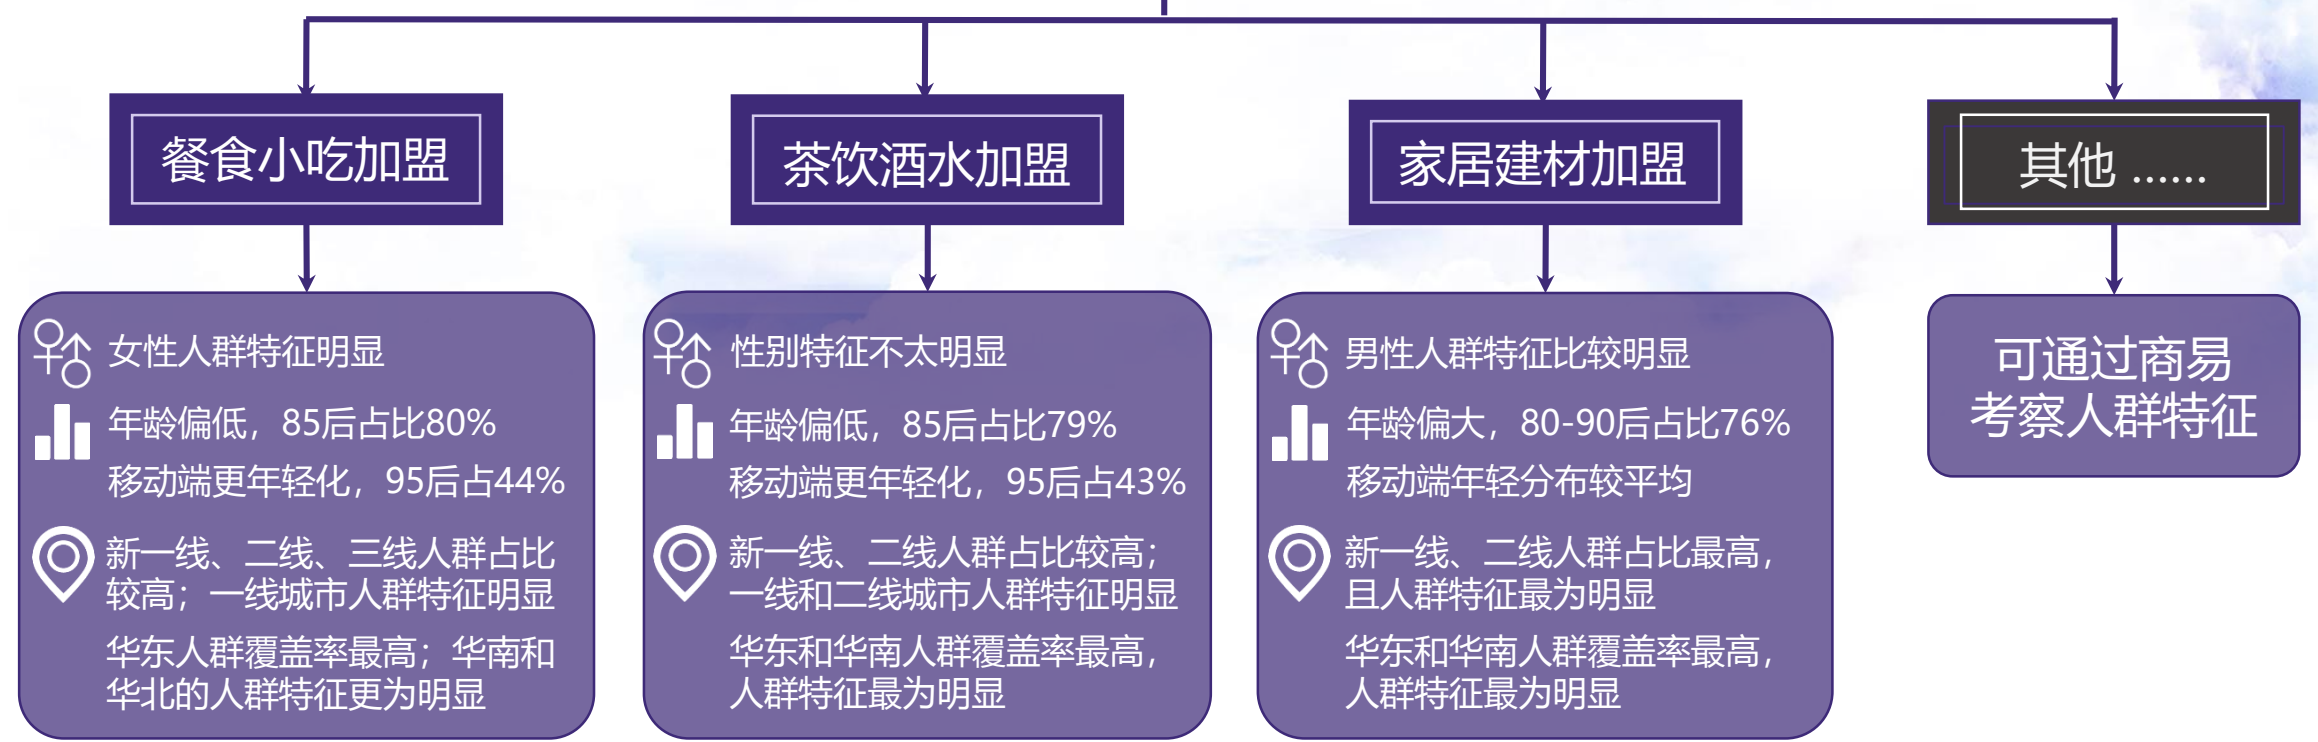 餐食小吃加盟
女性人群特征明显
年龄偏低，85后占比80%
移动端更年轻化，95后占44%
新一线、二线、三线人群占比
较高；一线城市人群特征明显
华东人群覆盖率最高；华南和
华北的人群特征更为明显
茶饮酒水加盟
性别特征不太明显
年龄偏低，85后占比79%
移动端更年轻化，95后占43%
新一线、二线人群占比较高；
一线和二线城市人群特征明显
华东和华南人群覆盖率最高，
人群特征最为明显
家居建材加盟
男性人群特征比较明显
年龄偏大，80-90后占比76%
移动端年轻分布较平均
新一线、二线人群占比最高，
且人群特征最为明显
华东和华南人群覆盖率最高，
人群特征最为明显
其他 ......
可通过商易
考察人群特征